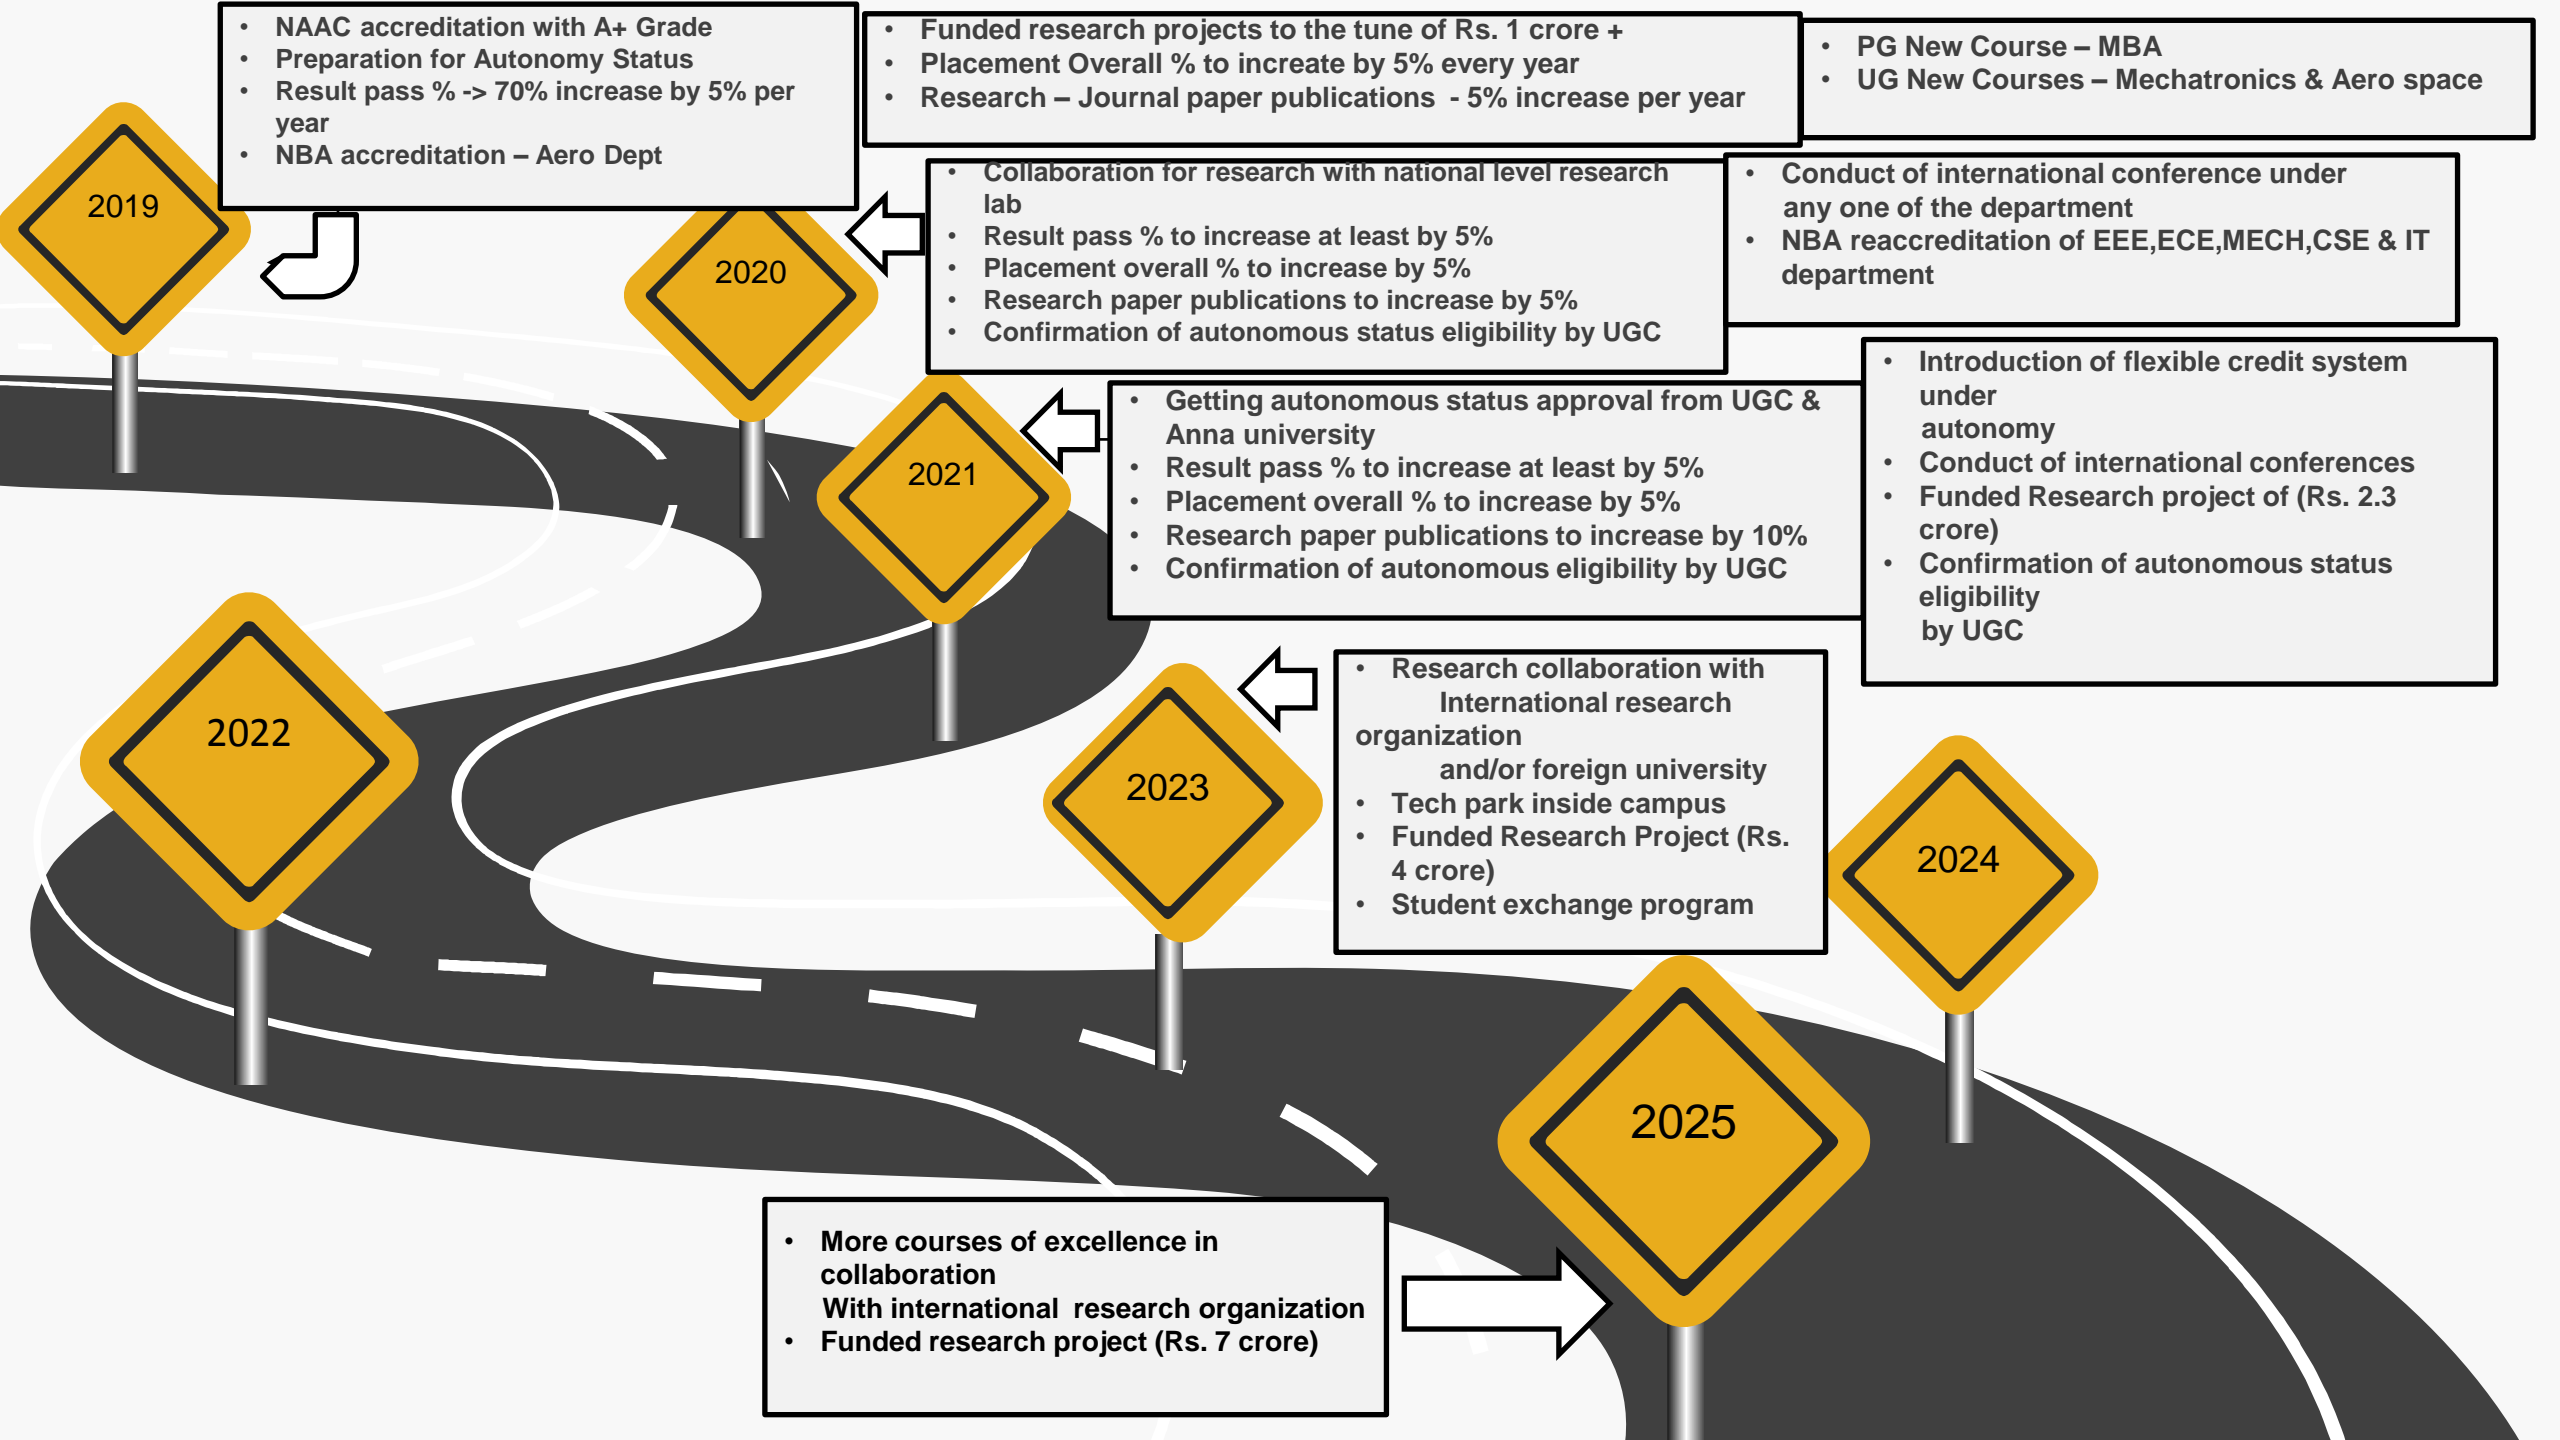 • NAAC accreditation with A+ Grade
• Preparation for Autonomy Status
• Result pass % -> 70% increase by 5% per
year
• NBA accreditation – Aero Dept
• Funded research projects to the tune of Rs. 1 crore +
• Placement Overall % to increate by 5% every year
• Research – Journal paper publications  - 5% increase per year
• PG New Course – MBA
• UG New Courses – Mechatronics & Aero space
2019
2020
• Collaboration for research with national level research
lab
• Result pass % to increase at least by 5%
• Placement overall % to increase by 5%
• Research paper publications to increase by 5%
• Confirmation of autonomous status eligibility by UGC
• Conduct of international conference under
any one of the department
• NBA reaccreditation of EEE,ECE,MECH,CSE & IT
department
2021
• Getting autonomous status approval from UGC &
Anna university
• Result pass % to increase at least by 5%
• Placement overall % to increase by 5%
• Research paper publications to increase by 10%
• Confirmation of autonomous eligibility by UGC
• Introduction of flexible credit system
under
autonomy
• Conduct of international conferences
• Funded Research project of (Rs. 2.3
crore)
• Confirmation of autonomous status
eligibility
by UGC
2022
2023
• Research collaboration with
International research
organization
and/or foreign university
• Tech park inside campus
• Funded Research Project (Rs.
4 crore)
• Student exchange program
2024
2025
• More courses of excellence in
collaboration
With international  research organization
• Funded research project (Rs. 7 crore)